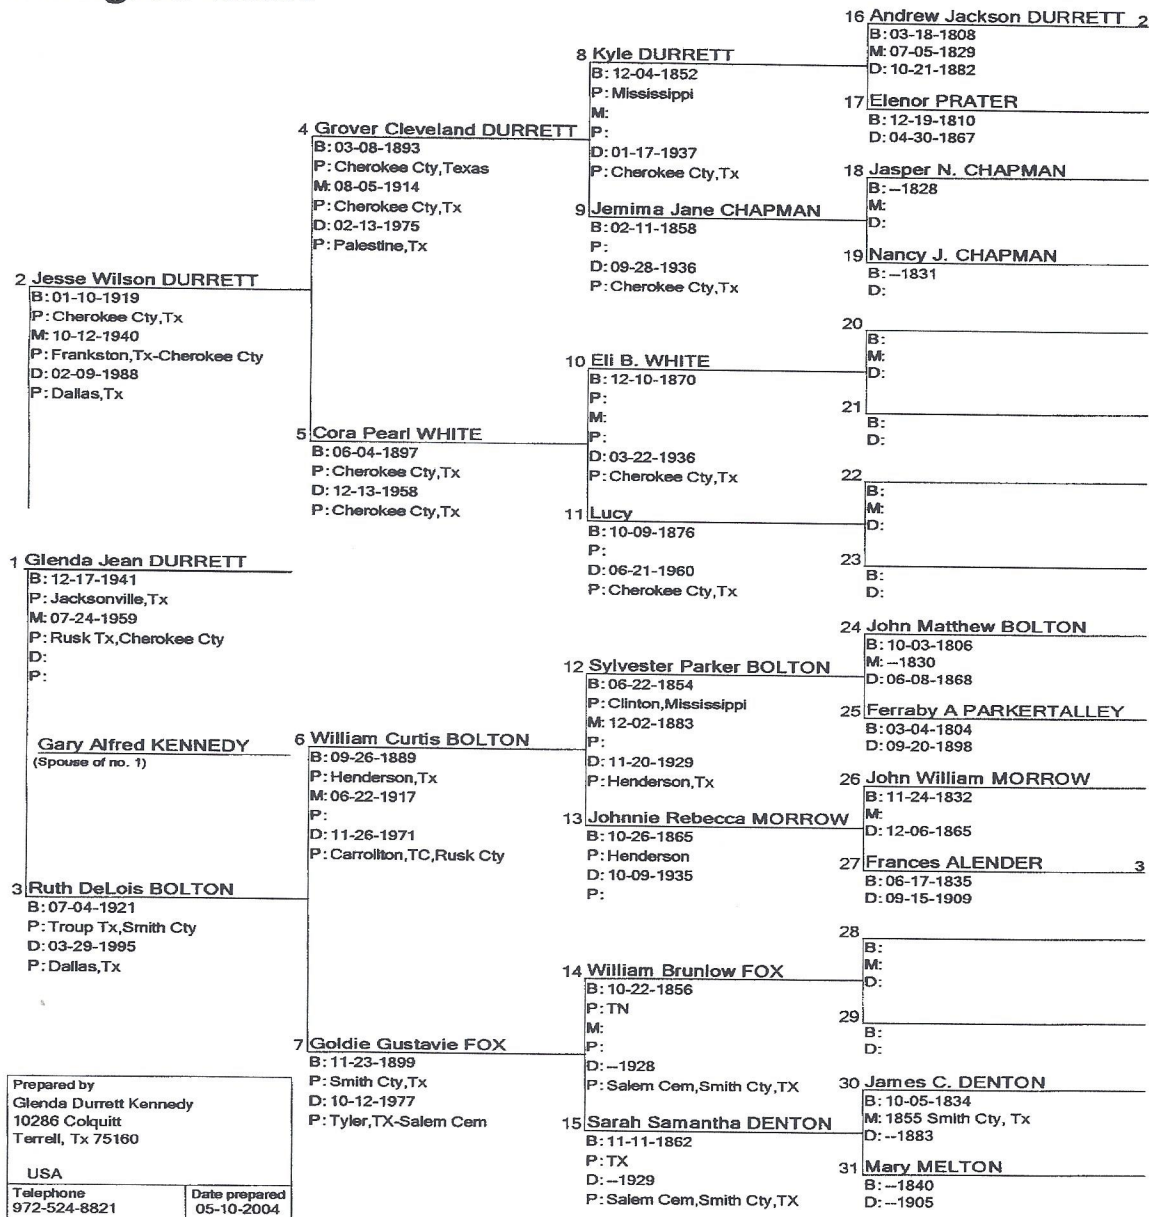 16 Andrew Jackson DURRETT 2
B: 03-18-1808
M: 07-05-1829
D: 10-21-1882
8 Kyle DURRETT
B: 12-04-1852
P: Mississippi
M:
P:
D: 01-17-1937
P: Cherokee Cty,Tx
17 Elenor PRATER
B: 12-19-1810
D: 04-30-1867
4 Grover Cleveland DURRETT
B: 03-08-1893
P: Cherokee Cty,Texas
M: 08-05-1914
P: Cherokee Cty,Tx
D: 02-13-1975
P: Palestine,Tx
18 Jasper N. CHAPMAN
B: --1828
M:
D:
9 Jemima Jane CHAPMAN
B: 02-11-1858
P:
D: 09-28-1936
P: Cherokee Cty,Tx
19 Nancy J. CHAPMAN
B: --1831
D:
2 Jesse Wilson DURRETT
B: 01-10-1919
P: Cherokee Cty,Tx
M: 10-12-1940
P: Frankston,Tx-Cherokee Cty
D: 02-09-1988
P: Dallas,Tx
20
B:
M:
D:
10 Eli B. WHITE
B: 12-10-1870
P:
M:
P:
D: 03-22-1936
P: Cherokee Cty,Tx
21
B:
D:
5 Cora Pearl WHITE
B: 06-04-1897
P: Cherokee Cty,Tx
D: 12-13-1958
P: Cherokee Cty,Tx
22
B:
M:
D:
11 Lucy
B: 10-09-1876
P:
D: 06-21-1960
P: Cherokee Cty,Tx
23
B:
D:
1 Glenda Jean DURRETT
B: 12-17-1941
P: Jacksonville,Tx
M: 07-24-1959
P: Rusk Tx,Cherokee Cty
D:
P:
Gary Alfred KENNEDY
(Spouse of no. 1)
24 John Matthew BOLTON
B: 10-03-1806
M: --1830
D: 06-08-1868
12 Sylvester Parker BOLTON
B: 06-22-1854
P: Clinton,Mississippi
M: 12-02-1883
P:
D: 11-20-1929
P: Henderson,Tx
25 Ferraby A PARKERTALLEY
B: 03-04-1804
D: 09-20-1898
6 William Curtis BOLTON
B: 09-26-1889
P: Henderson,Tx
M: 06-22-1917
P:
D: 11-26-1971
P: Carrollton,TC,Rusk Cty
26 John William MORROW
B: 11-24-1832
M:
D: 12-06-1865
13 Johnnie Rebecca MORROW
B: 10-26-1865
P: Henderson
D: 10-09-1935
P:
27 Frances ALENDER 3
B: 06-17-1835
D: 09-15-1909
3 Ruth DeLois BOLTON
B: 07-04-1921
P: Troup Tx,Smith Cty
D: 03-29-1995
P: Dallas,Tx
28
B:
M:
D:
14 William Brunlow FOX
B: 10-22-1856
P: TN
M:
P:
D: --1928
P: Salem Cem,Smith Cty,TX
29
B:
D:
7 Goldie Gustavie FOX
B: 11-23-1899
P: Smith Cty,Tx
D: 10-12-1977
P: Tyler,TX-Salem Cem
30 James C. DENTON
B: 10-05-1834
M: 1855 Smith Cty, Tx
D: --1883
15 Sarah Samantha DENTON
B: 11-11-1862
P: TX
D: --1929
P: Salem Cem,Smith Cty,TX
31 Mary MELTON
B: --1840
D: --1905
Prepared by
Glenda Durrett Kennedy
10286 Colquitt
Terrell, Tx 75160
USA
Telephone
972-524-8821
Date prepared
05-10-2004